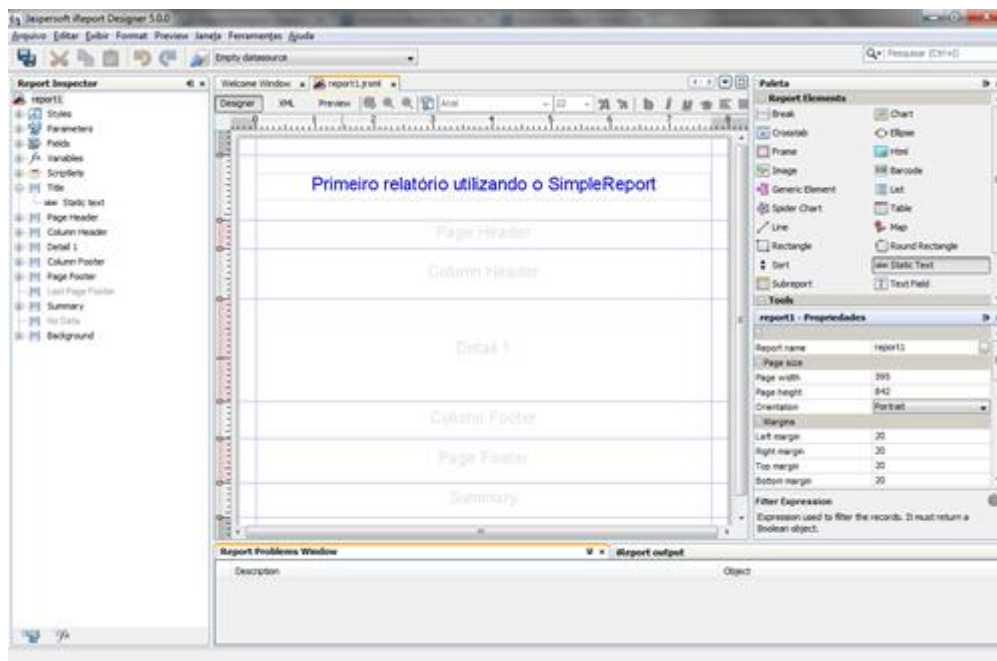 Jaspersoft iReport Designer 5.0.0
Arquivo Editar Exibir Format Preview Janela Ferramentas Ajuda
Empty datasource
Pesquisar (Ctrl+I)
Report Inspector
report1
Styles
Parameters
Fields
fx Variables
Scriptlets
Title
Static text
Page Header
Column Header
Detail 1
Column Footer
Page Footer
Last Page Footer
Summary
No Data
Background
Welcome Window
report1.jrxml
Designer XML Preview Arial b I
Primeiro relatório utilizando o SimpleReport
Page Header
Column Header
Detail 1
Column Footer
Page Footer
Summary
Paleta
Report Elements
Break Chart
Crosstab Ellipse
Frame Html
Image Barcode
Generic Element List
Spider Chart Table
Line Map
Rectangle Round Rectangle
Sort Static Text
Subreport Text Field
Tools
report1 - Propriedades
Report name report1
Page size
Page width 595
Page height 842
Orientation Portrait
Margins
Left margin 20
Right margin 20
Top margin 20
Bottom margin 20
Filter Expression
Expression used to filter the records. It must return a
Boolean object.
Report Problems Window iReport output
Description Object